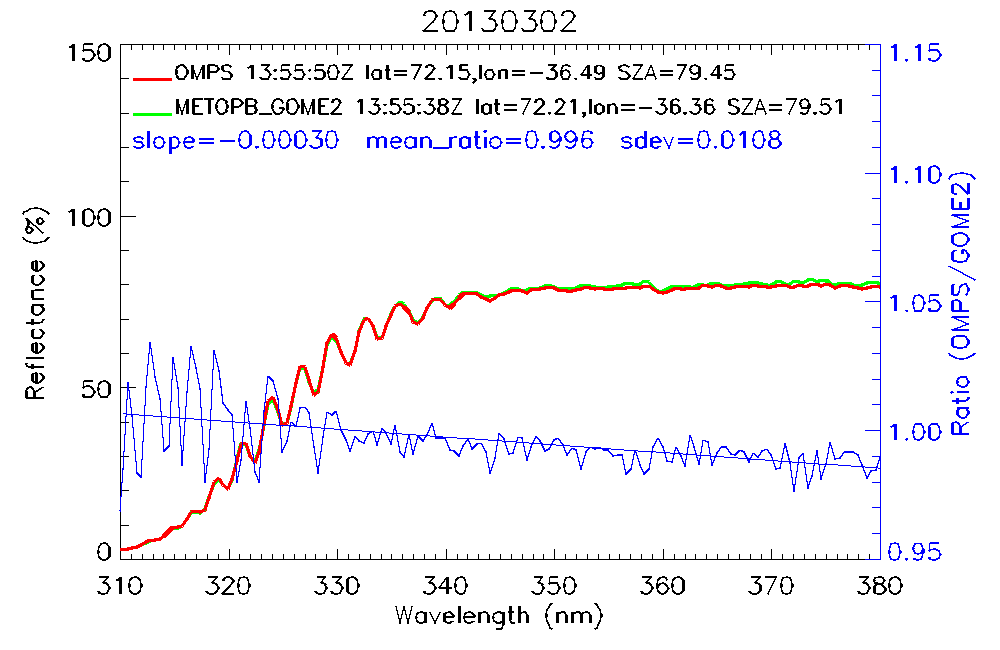 20130302
OMPS 13:55:50Z lat=72.15,lon=-36.49 SZA=79.45
METOPB_GOME2 13:55:38Z lat=72.21,lon=-36.36 SZA=79.51
slope=-0.00030 mean_ratio=0.996 sdev=0.0108
150
100
50
0
Reflectance (%)
1.15
1.10
1.05
1.00
0.95
Ratio (OMPS/GOME2)
310 320 330 340 350 360 370 380
Wavelength (nm)